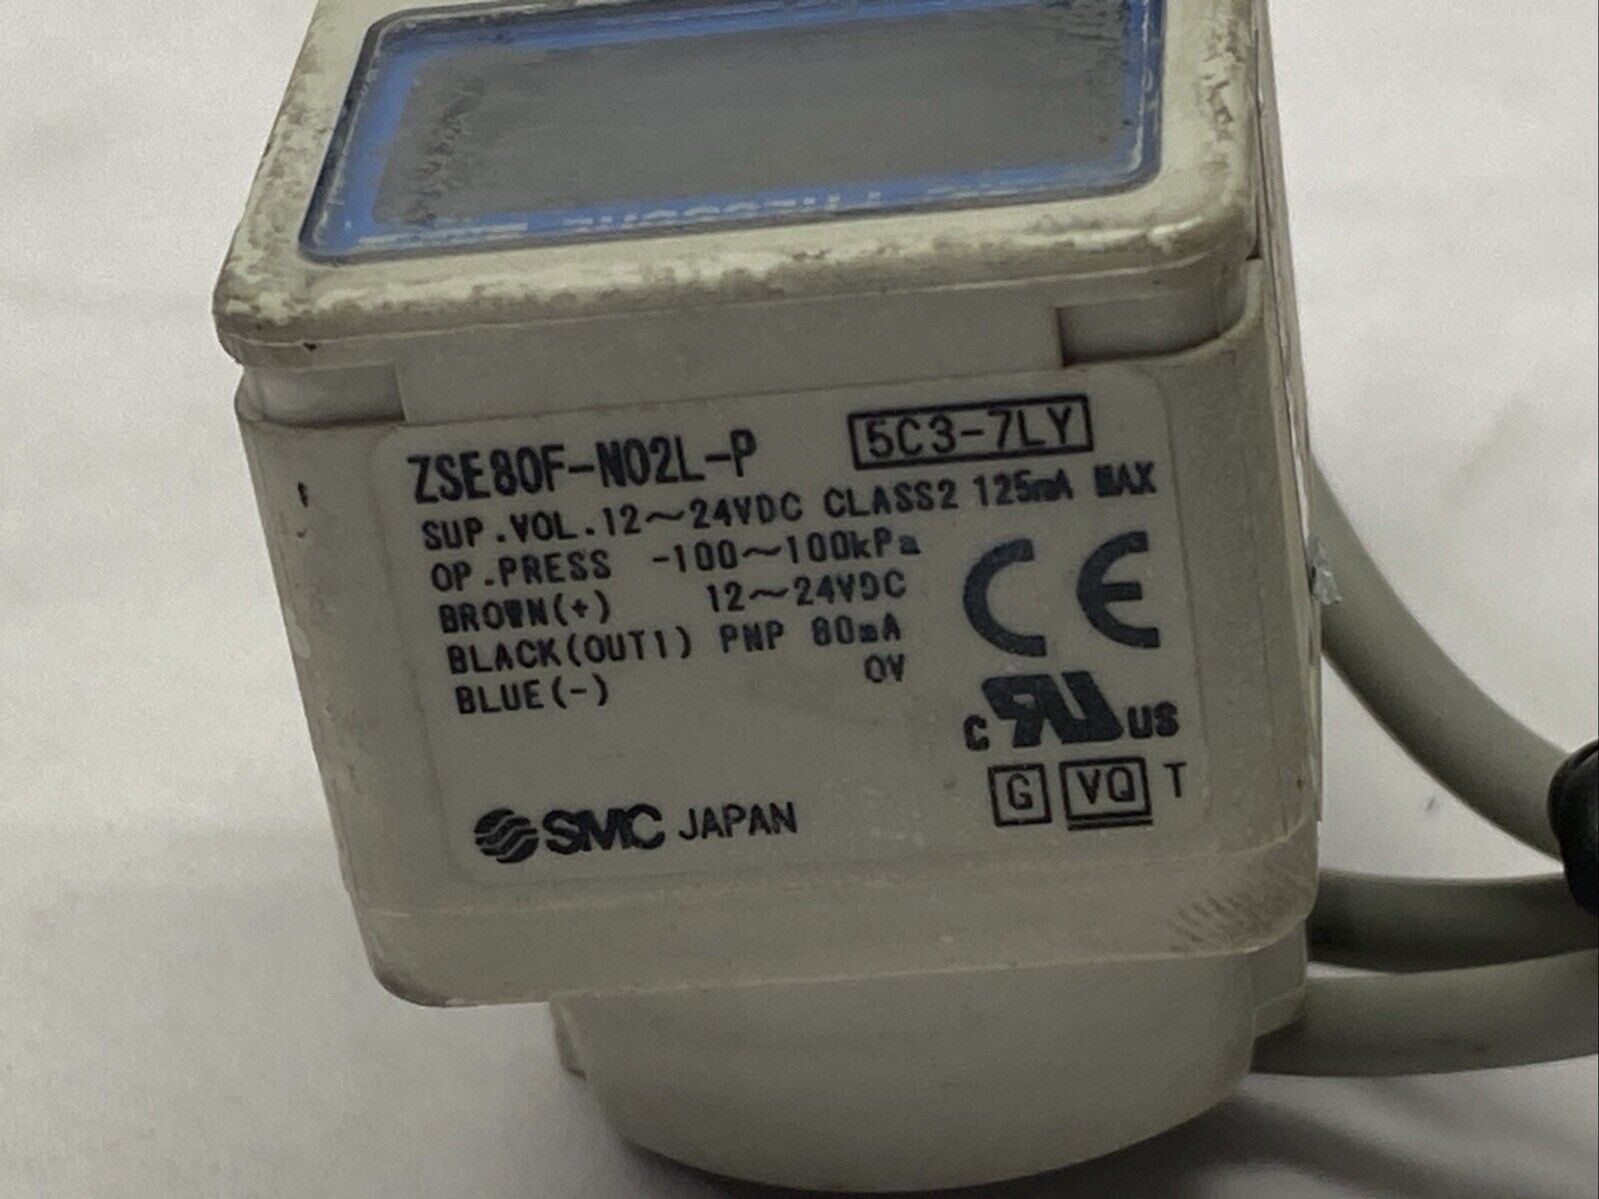 ZSE80F-N02L-P 5C3-7LY
SUP.VOL.12~24VDC CLASS2 125mA MAX
OP.PRESS -100~100kPa
BROWN(+) 12~24VDC
BLACK(OUT1) PNP 80mA
BLUE(-) 0V
CE
C RU US
G VQ T
SMC JAPAN